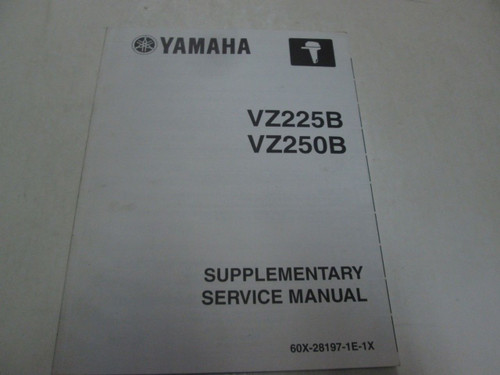 YAMAHA
VZ225B
VZ250B
SUPPLEMENTARY
SERVICE MANUAL
60X-28197-1E-1X